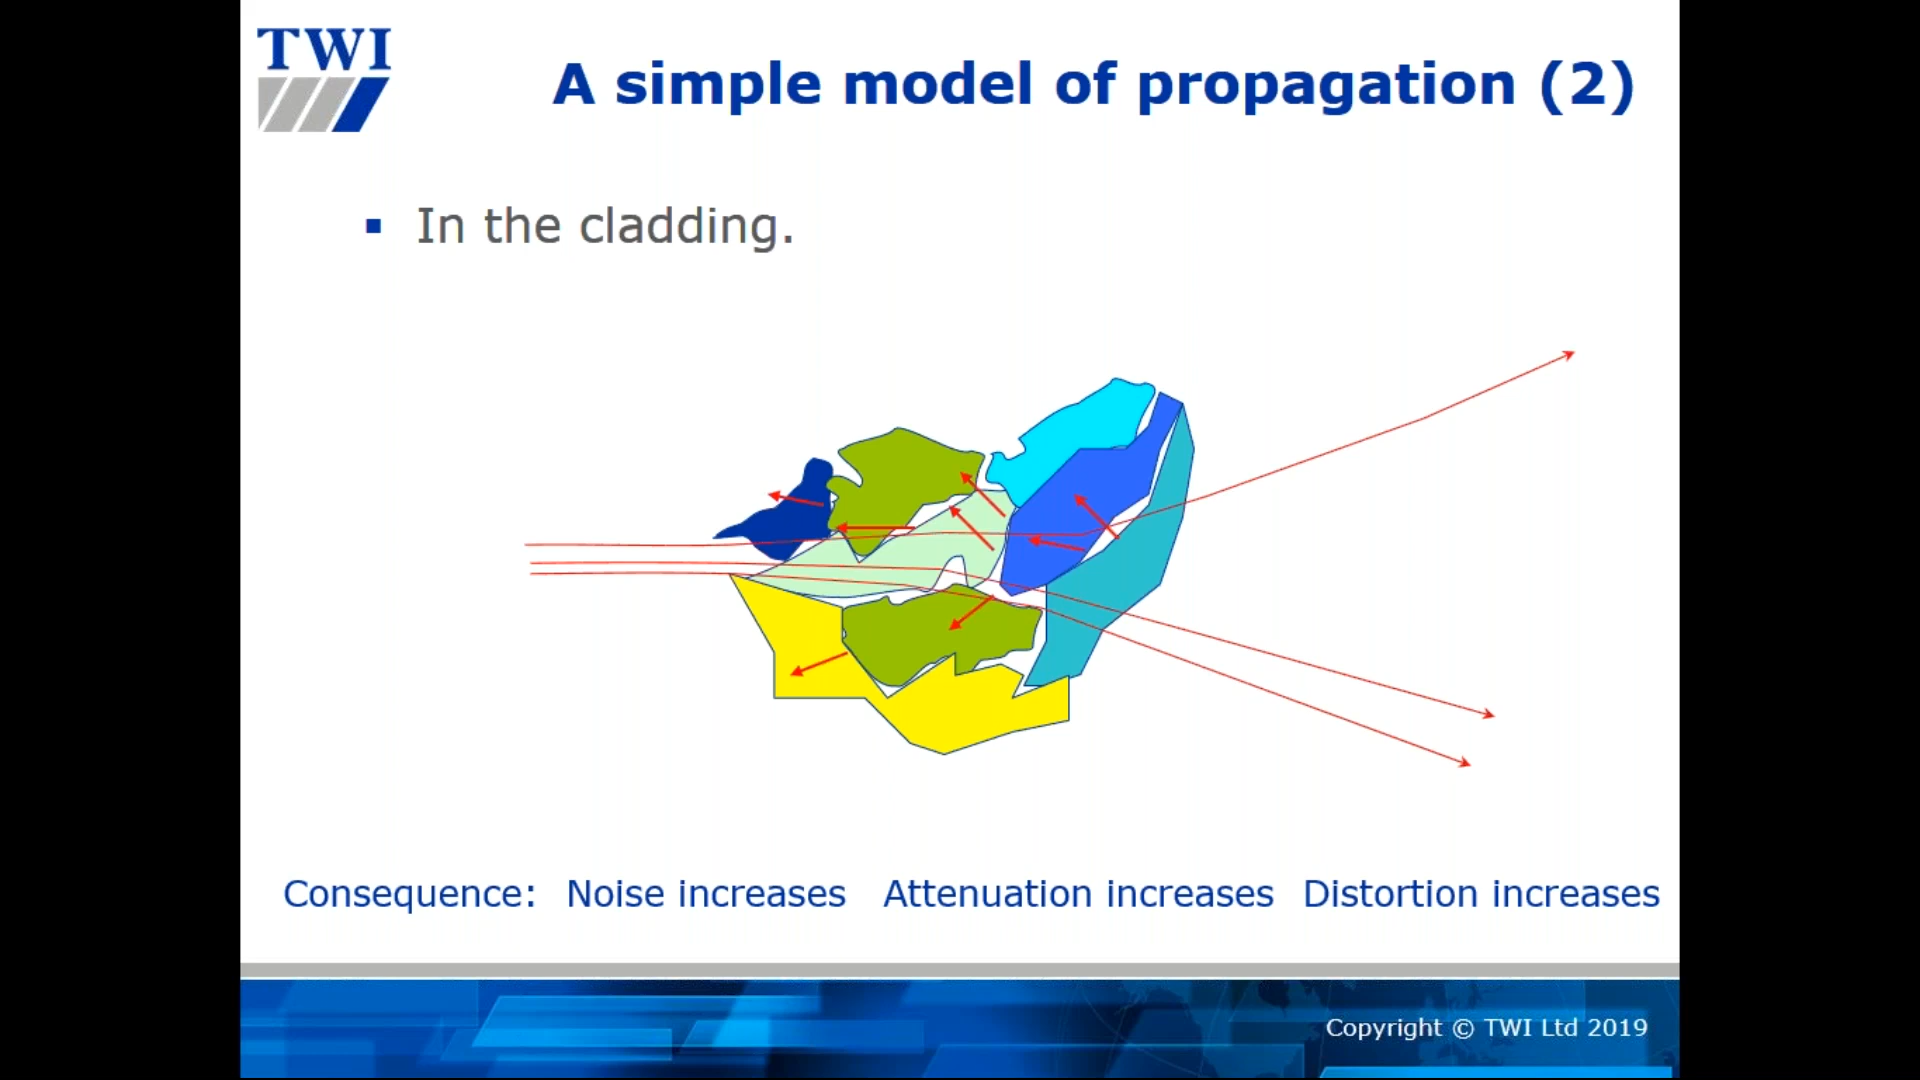 TWI
A simple model of propagation (2)
▪ In the cladding.
Consequence: Noise increases Attenuation increases Distortion increases
Copyright © TWI Ltd 2019